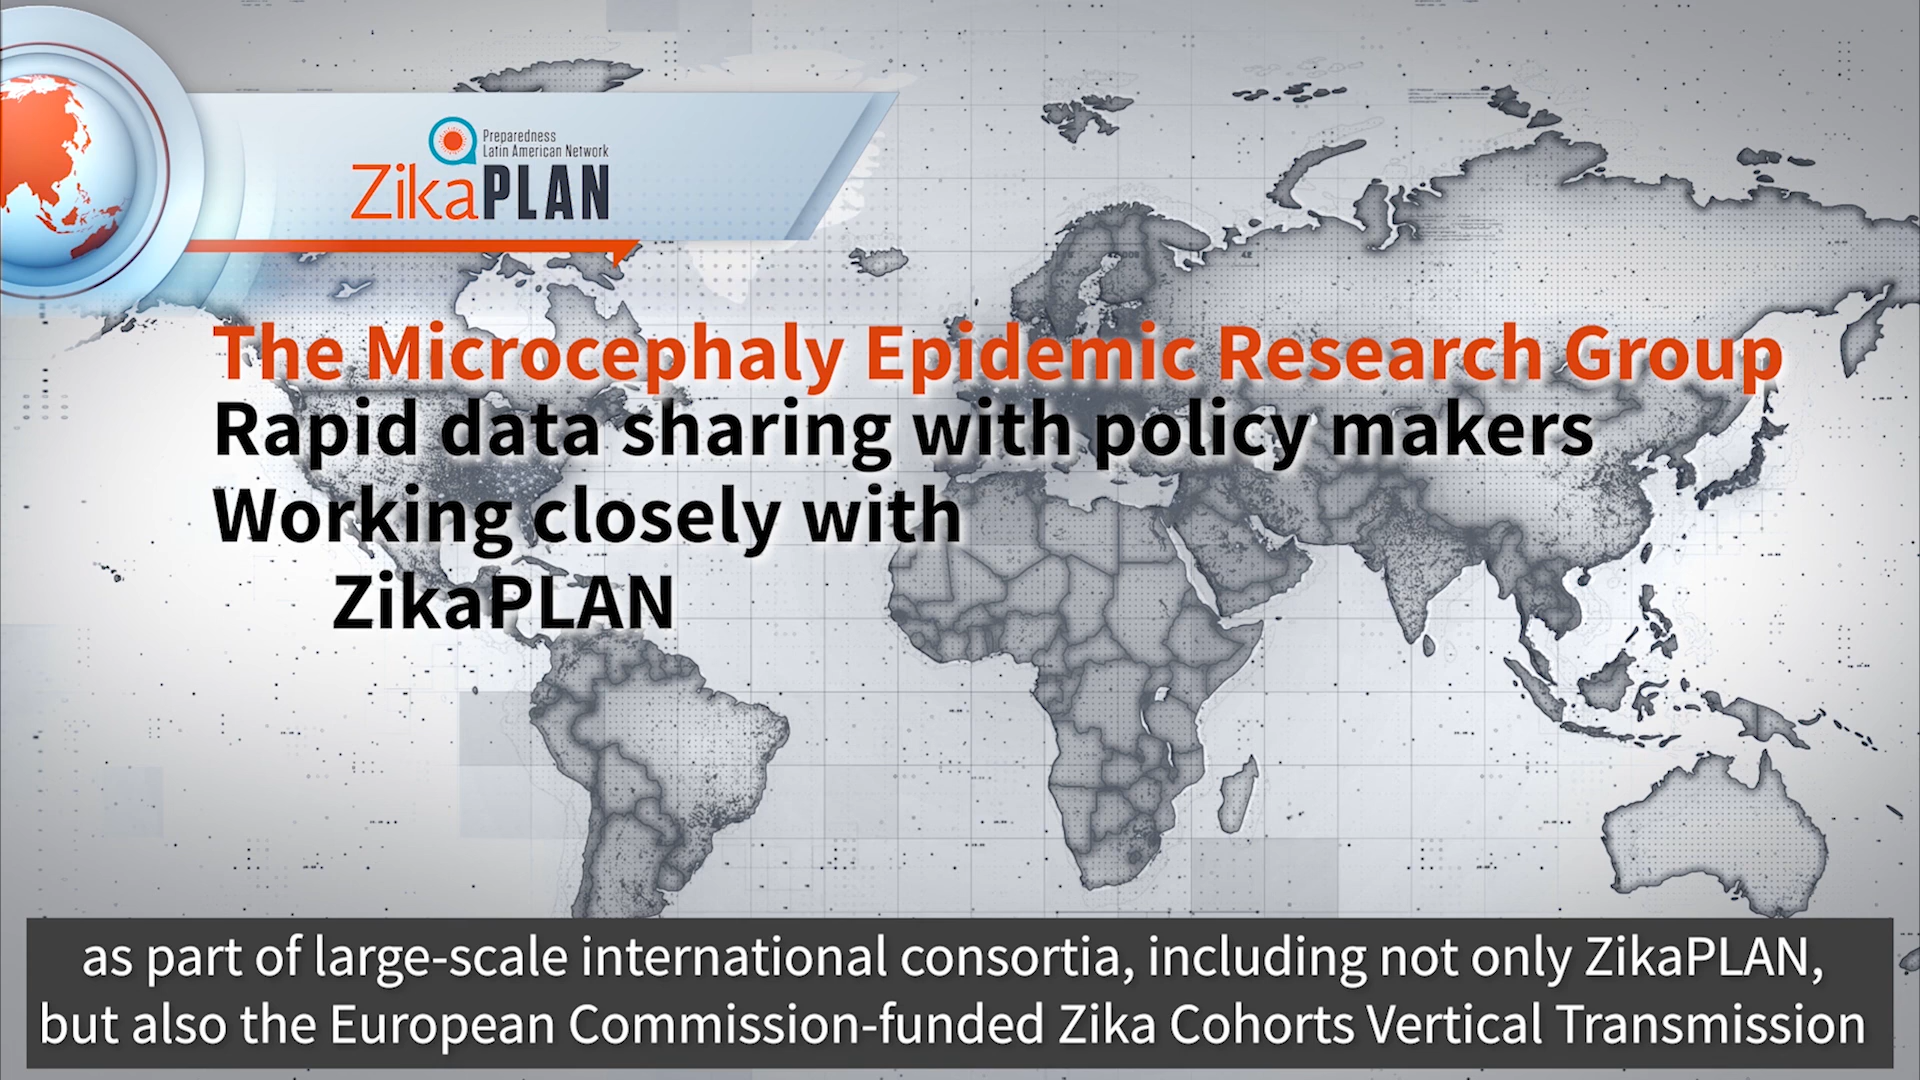 Preparedness
Latin American Network
ZikaPLAN
The Microcephaly Epidemic Research Group
Rapid data sharing with policy makers
Working closely with
ZikaPLAN
as part of large-scale international consortia, including not only ZikaPLAN,
but also the European Commission-funded Zika Cohorts Vertical Transmission